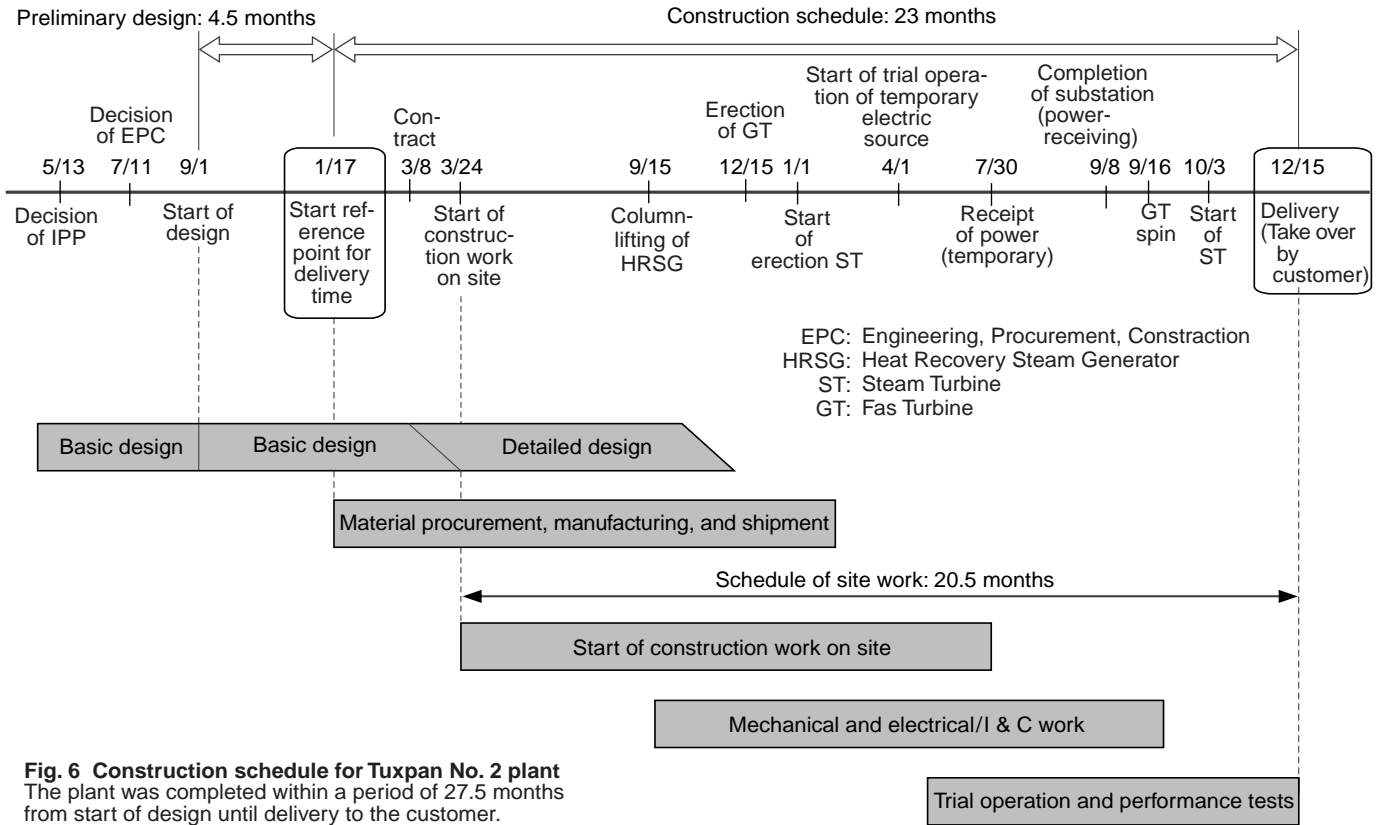 Preliminary design: 4.5 months
Construction schedule: 23 months
Decision
of EPC
Con-
tract
Erection
of GT
Start of trial opera-
tion of temporary
electric
source
Completion
of substation
(power-
receiving)
5/13 7/11 9/1 1/17 3/8 3/24 9/15 12/15 1/1 4/1 7/30 9/8 9/16 10/3 12/15
Decision
of IPP
Start of
design
Start ref-
erence
point for
delivery
time
Start of
construc-
tion work
on site
Column-
lifting of
HRSG
Start
of
erection ST
Receipt
of power
(temporary)
GT
spin
Start
of
ST
Delivery
(Take over
by
customer)
EPC: Engineering, Procurement, Constraction
HRSG: Heat Recovery Steam Generator
ST: Steam Turbine
GT: Fas Turbine
Basic design
Basic design
Detailed design
Material procurement, manufacturing, and shipment
Schedule of site work: 20.5 months
Start of construction work on site
Mechanical and electrical/I & C work
Trial operation and performance tests
Fig. 6 Construction schedule for Tuxpan No. 2 plant
The plant was completed within a period of 27.5 months
from start of design until delivery to the customer.